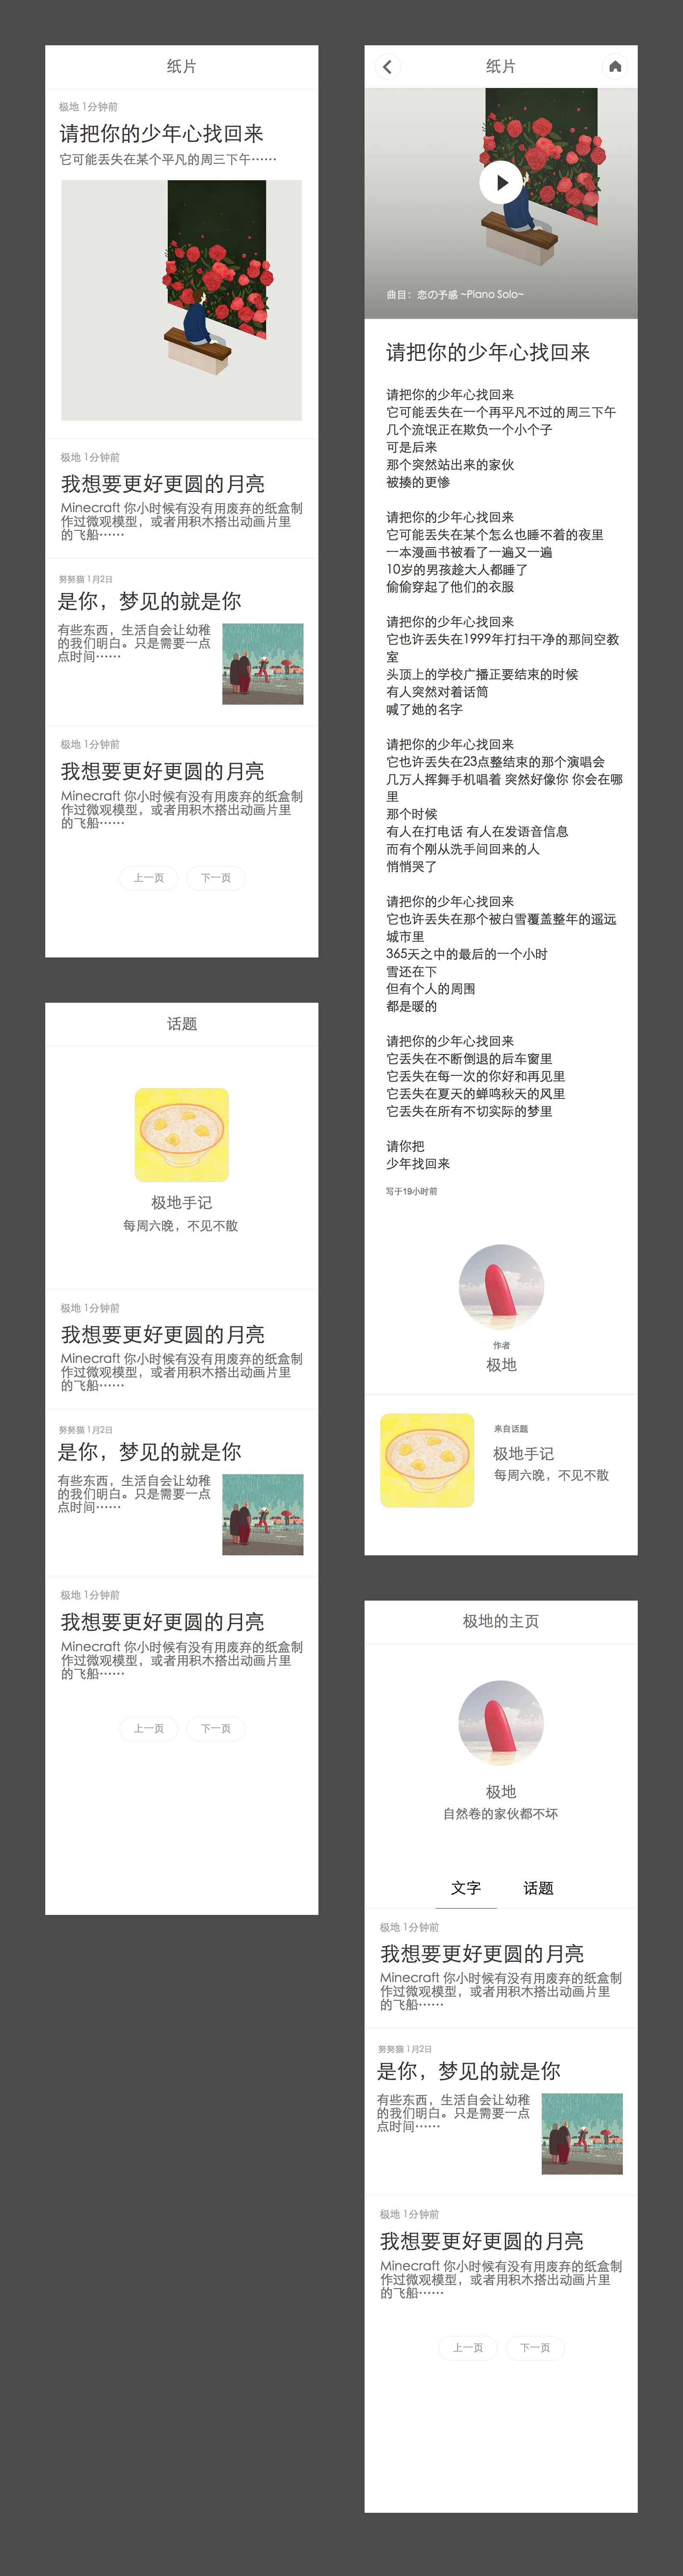 纸片
极地 1分钟前
请把你的少年心找回来
它可能丢失在某个平凡的周三下午……
极地 1分钟前
我想要更好更圆的月亮
Minecraft 你小时候有没有用废弃的纸盒制
作过微观模型，或者用积木搭出动画片里
的飞船……
努努猫 1月2日
是你，梦见的就是你
有些东西，生活自会让幼稚
的我们明白。只是需要一点
点时间……
极地 1分钟前
我想要更好更圆的月亮
Minecraft 你小时候有没有用废弃的纸盒制
作过微观模型，或者用积木搭出动画片里
的飞船……
上一页 下一页
话题
极地手记
每周六晚，不见不散
极地 1分钟前
我想要更好更圆的月亮
Minecraft 你小时候有没有用废弃的纸盒制
作过微观模型，或者用积木搭出动画片里
的飞船……
努努猫 1月2日
是你，梦见的就是你
有些东西，生活自会让幼稚
的我们明白。只是需要一点
点时间……
极地 1分钟前
我想要更好更圆的月亮
Minecraft 你小时候有没有用废弃的纸盒制
作过微观模型，或者用积木搭出动画片里
的飞船……
上一页 下一页
纸片
曲目：恋の予感 ~Piano Solo~
请把你的少年心找回来
请把你的少年心找回来
它可能丢失在一个再平凡不过的周三下午
几个流氓正在欺负一个小个子
可是后来
那个突然站出来的家伙
被揍的更惨
请把你的少年心找回来
它可能丢失在某个怎么也睡不着的夜里
一本漫画书被看了一遍又一遍
10岁的男孩趁大人都睡了
偷偷穿起了他们的衣服
请把你的少年心找回来
它也许丢失在1999年打扫干净的那间空教
室
头顶上的学校广播正要结束的时候
有人突然对着话筒
喊了她的名字
请把你的少年心找回来
它也许丢失在23点整结束的那个演唱会
几万人挥舞手机唱着 突然好像你 你会在哪
里
那个时候
有人在打电话 有人在发语音信息
而有个刚从洗手间回来的人
悄悄哭了
请把你的少年心找回来
它也许丢失在那个被白雪覆盖整年的遥远
城市里
365天之中的最后的一个小时
雪还在下
但有个人的周围
都是暖的
请把你的少年心找回来
它丢失在不断倒退的后车窗里
它丢失在每一次的你好和再见里
它丢失在夏天的蝉鸣秋天的风里
它丢失在所有不切实际的梦里
请你把
少年找回来
写于19小时前
作者
极地
来自话题
极地手记
每周六晚，不见不散
极地的主页
极地
自然卷的家伙都不坏
文字 话题
极地 1分钟前
我想要更好更圆的月亮
Minecraft 你小时候有没有用废弃的纸盒制
作过微观模型，或者用积木搭出动画片里
的飞船……
努努猫 1月2日
是你，梦见的就是你
有些东西，生活自会让幼稚
的我们明白。只是需要一点
点时间……
极地 1分钟前
我想要更好更圆的月亮
Minecraft 你小时候有没有用废弃的纸盒制
作过微观模型，或者用积木搭出动画片里
的飞船……
上一页 下一页